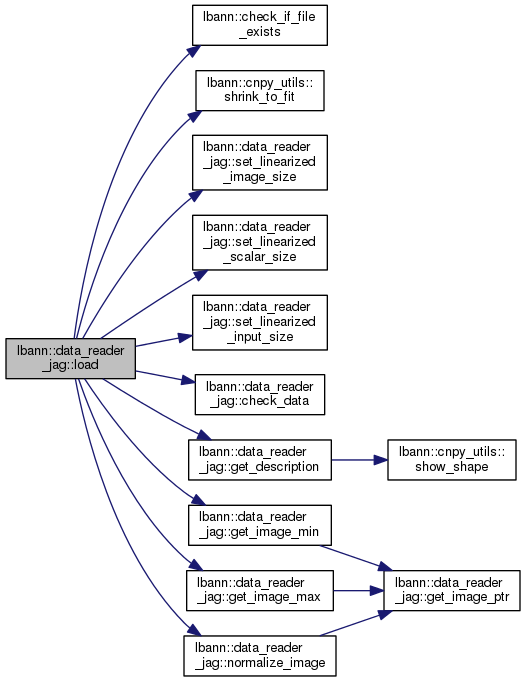 lbann::check_if_file
_exists
lbann::cnpy_utils::
shrink_to_fit
lbann::data_reader
_jag::set_linearized
_image_size
lbann::data_reader
_jag::set_linearized
_scalar_size
lbann::data_reader
_jag::set_linearized
_input_size
lbann::data_reader
_jag::load
lbann::data_reader
_jag::check_data
lbann::data_reader
_jag::get_description
lbann::cnpy_utils::
show_shape
lbann::data_reader
_jag::get_image_min
lbann::data_reader
_jag::get_image_max
lbann::data_reader
_jag::get_image_ptr
lbann::data_reader
_jag::normalize_image